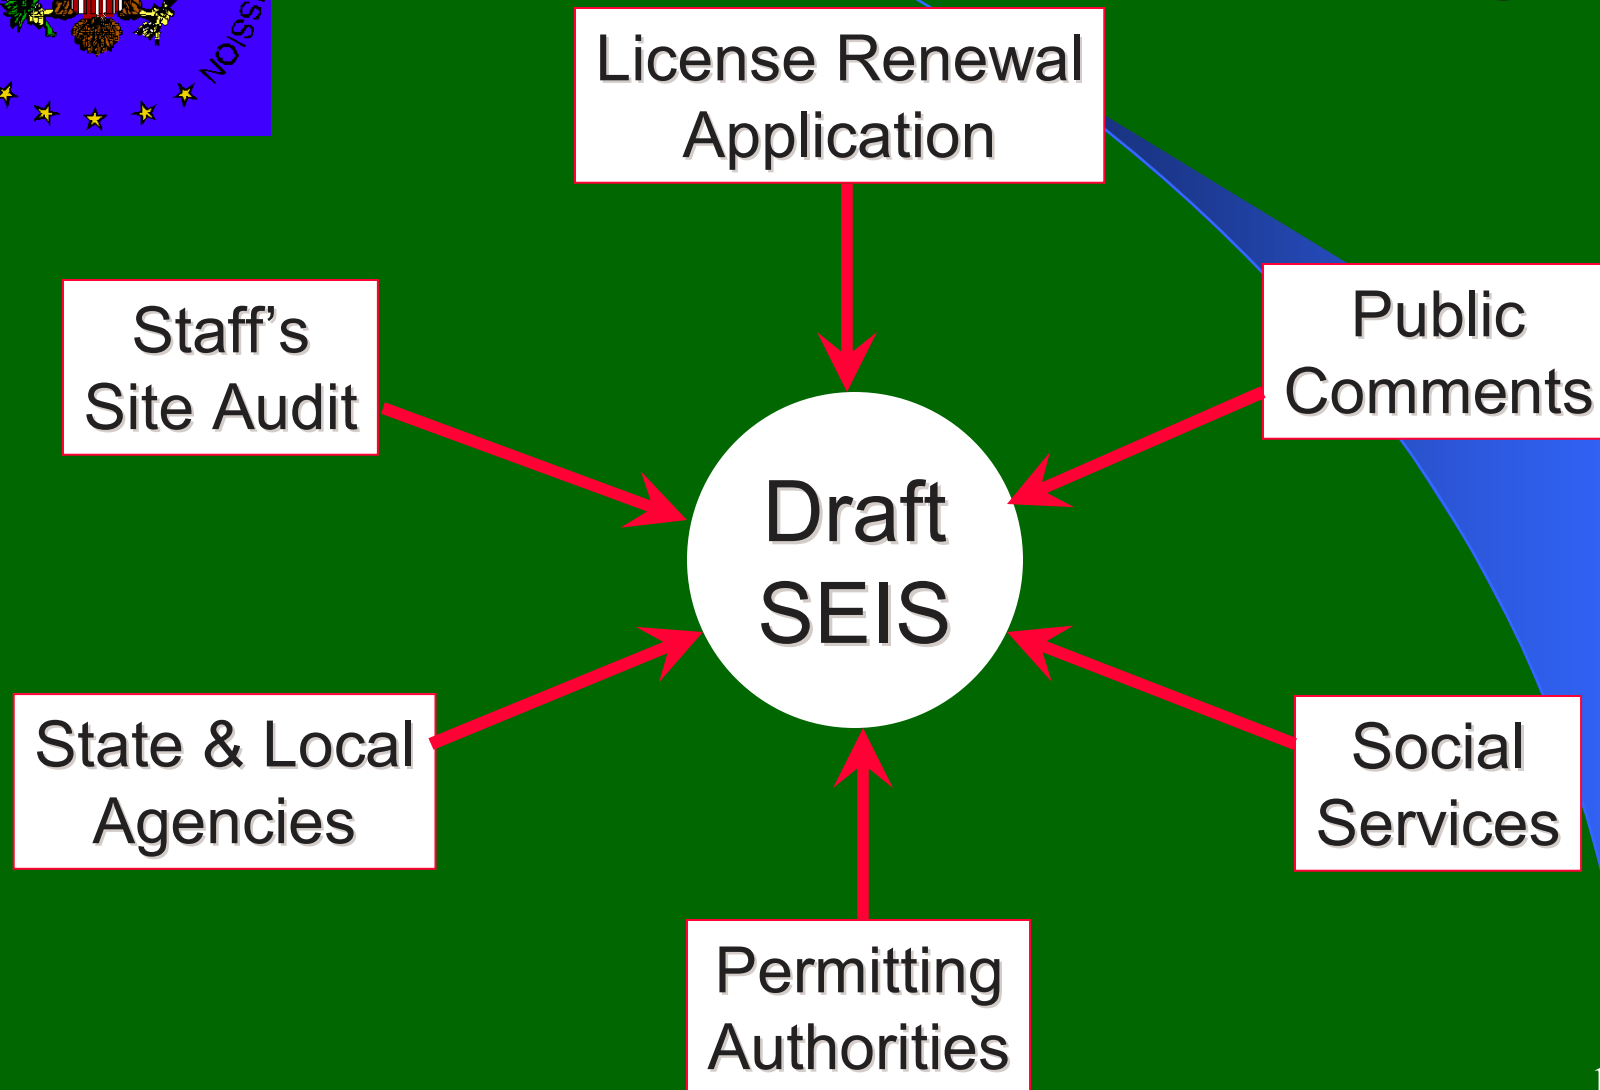 License Renewal
Application
Staff’s
Site Audit
Public
Comments
Draft
SEIS
State & Local
Agencies
Social
Services
Permitting
Authorities